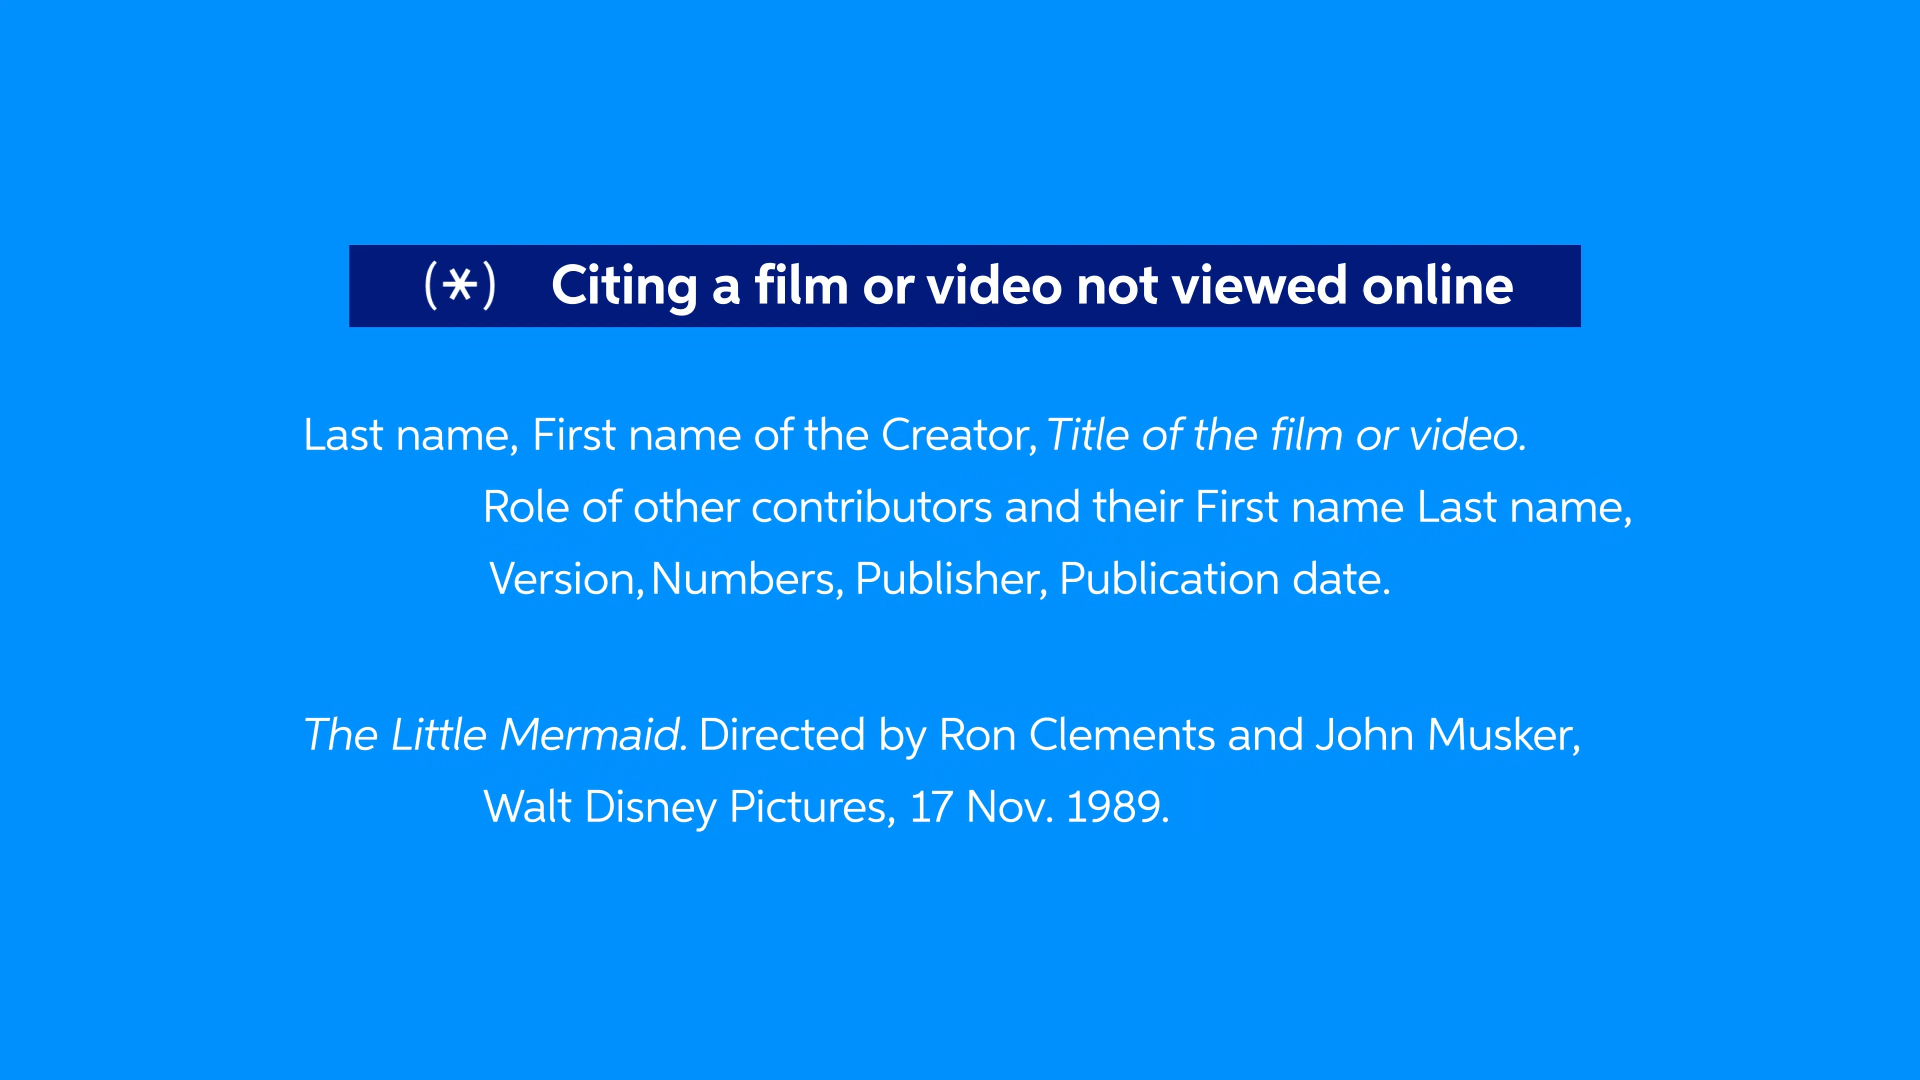 (*) Citing a film or video not viewed online
Last name, First name of the Creator, Title of the film or video.
Role of other contributors and their First name Last name,
Version, Numbers, Publisher, Publication date.
The Little Mermaid. Directed by Ron Clements and John Musker,
Walt Disney Pictures, 17 Nov. 1989.